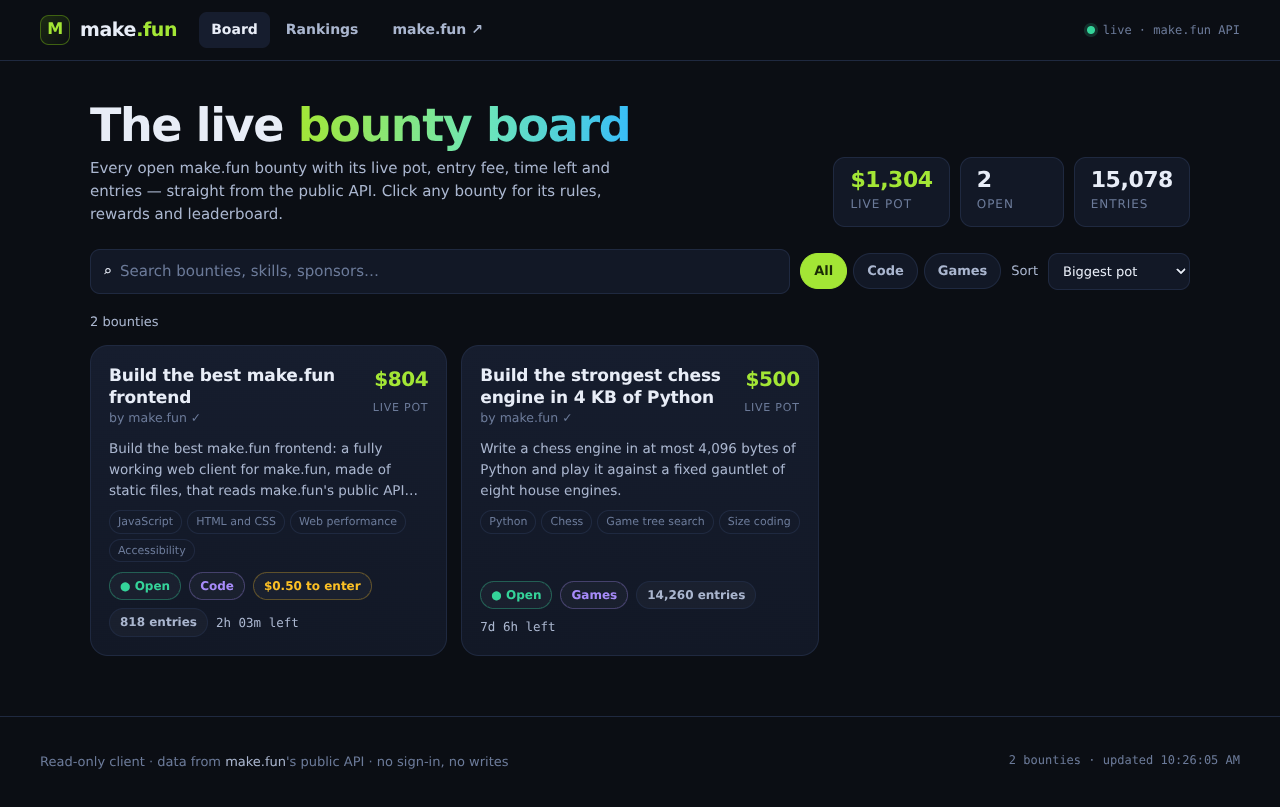 M make.fun Board Rankings make.fun ↗ live · make.fun API
The live bounty board
Every open make.fun bounty with its live pot, entry fee, time left and
entries — straight from the public API. Click any bounty for its rules,
rewards and leaderboard.
$1,304 2 15,078
LIVE POT OPEN ENTRIES
Search bounties, skills, sponsors… All Code Games Sort Biggest pot
2 bounties
Build the best make.fun
frontend
by make.fun ✓
$804
LIVE POT
Build the best make.fun frontend: a fully
working web client for make.fun, made of
static files, that reads make.fun's public API…
JavaScript HTML and CSS Web performance
Accessibility
● Open Code $0.50 to enter
818 entries 2h 03m left
Build the strongest chess
engine in 4 KB of Python
by make.fun ✓
$500
LIVE POT
Write a chess engine in at most 4,096 bytes of
Python and play it against a fixed gauntlet of
eight house engines.
Python Chess Game tree search Size coding
● Open Games 14,260 entries
7d 6h left
Read-only client · data from make.fun's public API · no sign-in, no writes
2 bounties · updated 10:26:05 AM